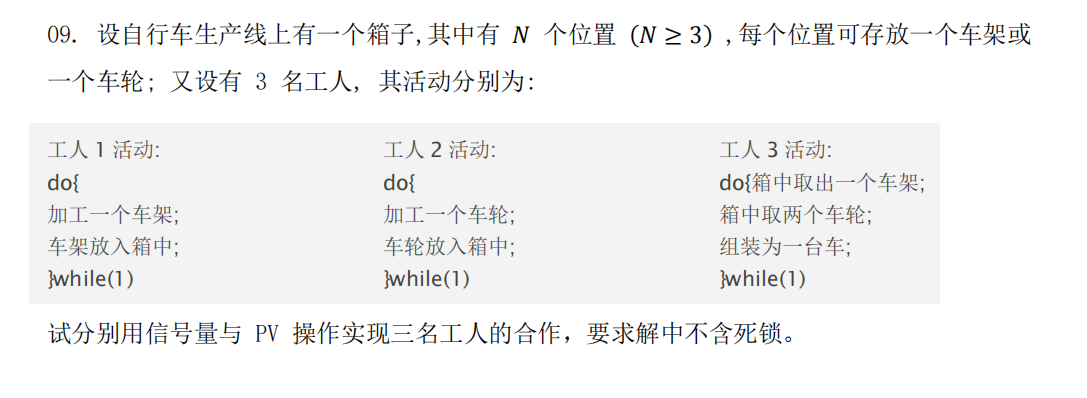 09. 设自行车生产线上有一个箱子,其中有 N 个位置 (N ≥ 3) ,每个位置可存放一个车架或
一个车轮; 又设有 3 名工人, 其活动分别为:
工人 1 活动:
do{
加工一个车架;
车架放入箱中;
}while(1)
工人 2 活动:
do{
加工一个车轮;
车轮放入箱中;
}while(1)
工人 3 活动:
do{箱中取出一个车架;
箱中取两个车轮;
组装为一台车;
}while(1)
试分别用信号量与 PV 操作实现三名工人的合作，要求解中不含死锁。